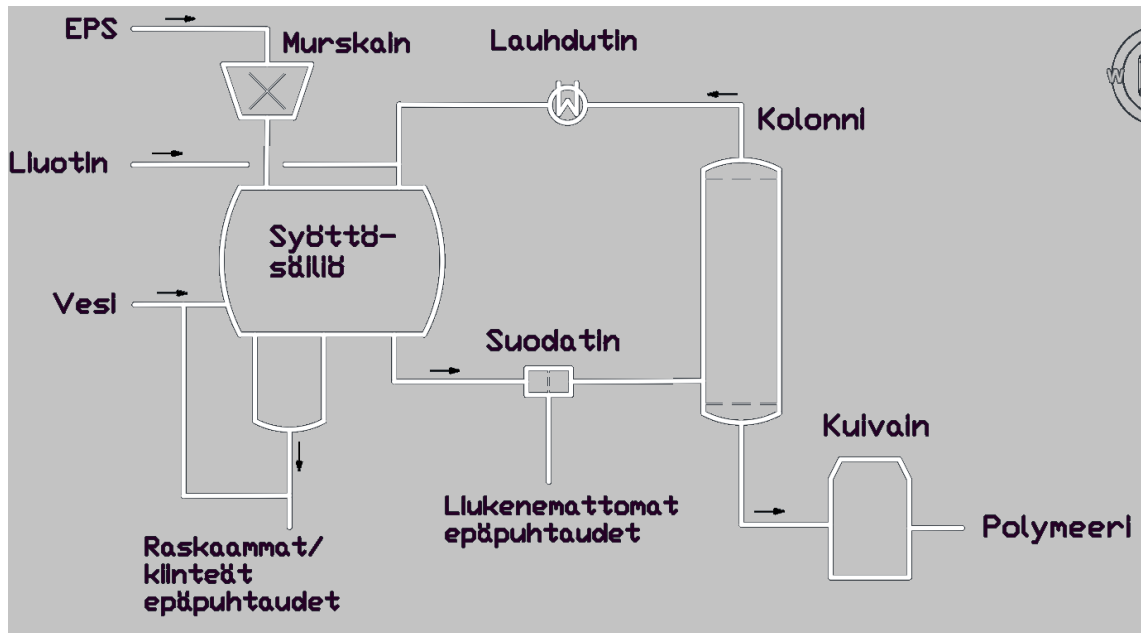 EPS
Murskain
Lauhdutin
W
Kolonni
Liuotin
Syöttö-
säiliö
Vesi
Suodatin
Kuivain
Liukenemattomat
epäpuhtaudet
Polymeeri
Raskaammat/
kiinteät
epäpuhtaudet